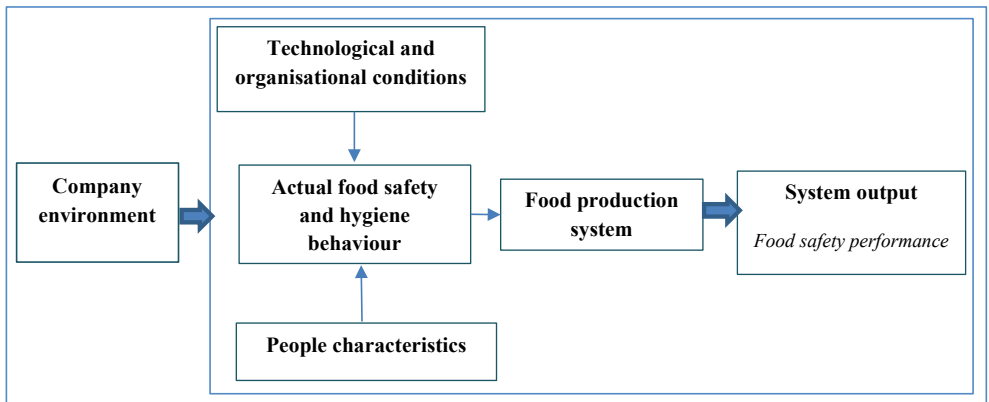 Technological and
organisational conditions
Company
environment
Actual food safety
and hygiene
behaviour
Food production
system
System output
Food safety performance
People characteristics